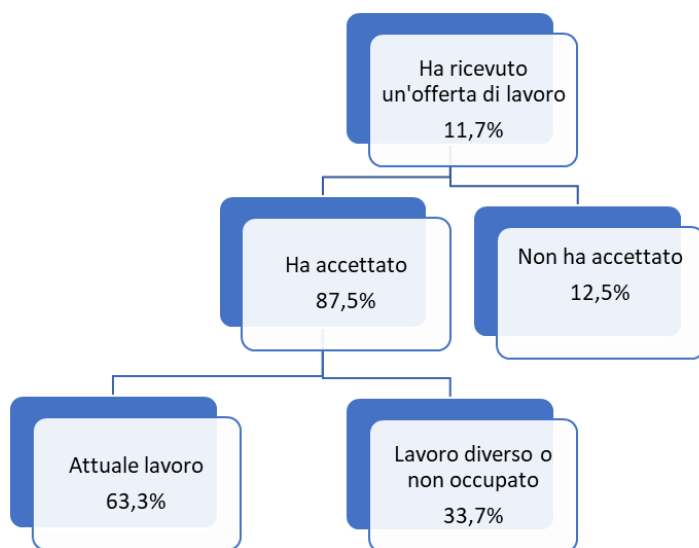 Ha ricevuto
un'offerta di lavoro
11,7%
Ha accettato
87,5%
Non ha accettato
12,5%
Attuale lavoro
63,3%
Lavoro diverso o
non occupato
33,7%